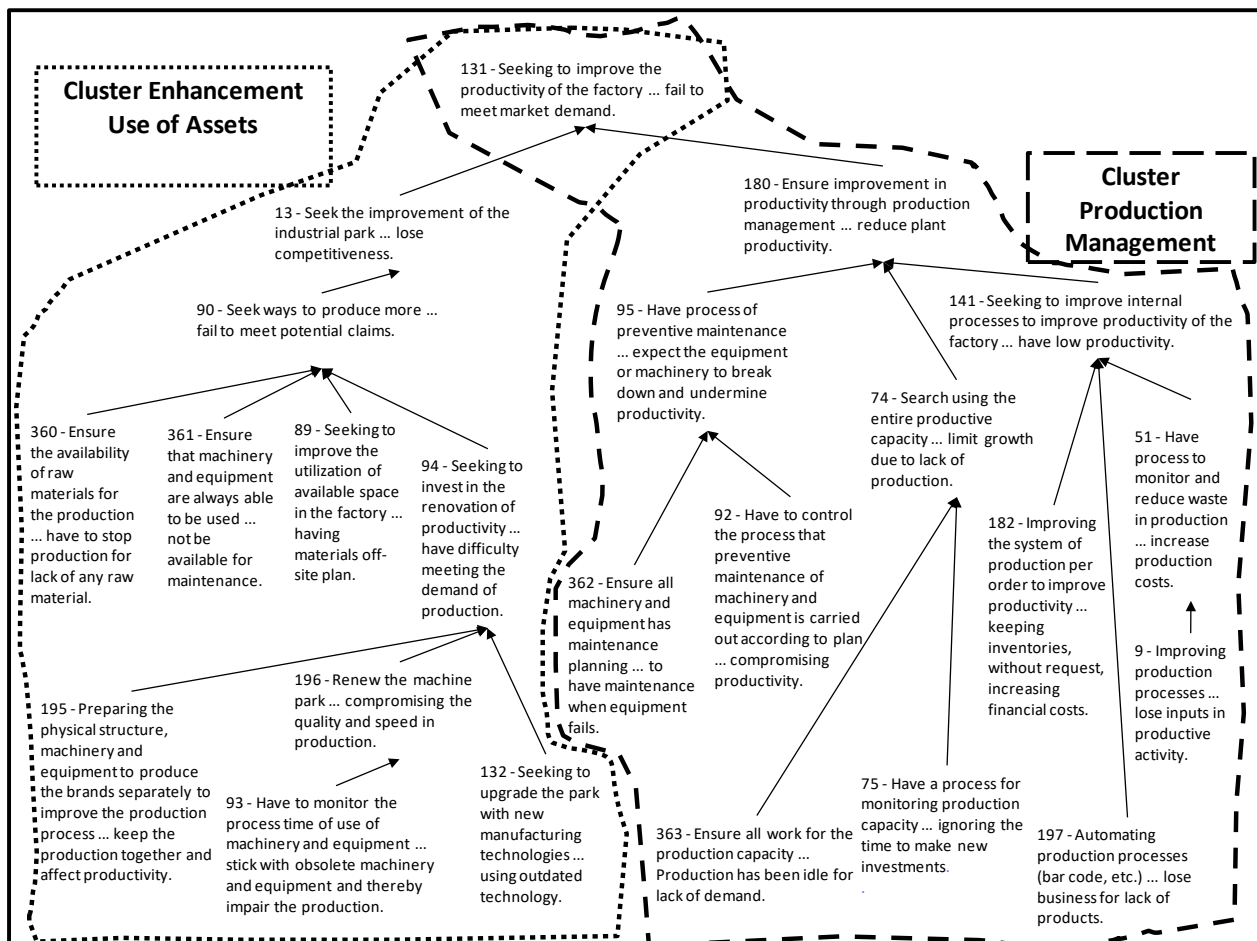 Cluster Enhancement
Use of Assets
131 - Seeking to improve the
productivity of the factory ... fail to
meet market demand.
Cluster
Production
Management
13 - Seek the improvement of the
industrial park ... lose
competitiveness.
180 - Ensure improvement in
productivity through production
management ... reduce plant
productivity.
90 - Seek ways to produce more ...
fail to meet potential claims.
95 - Have process of
preventive maintenance
... expect the equipment
or machinery to break
down and undermine
productivity.
141 - Seeking to improve internal
processes to improve productivity of the
factory ... have low productivity.
74 - Search using the
entire productive
capacity ... limit growth
due to lack of
production.
360 - Ensure
the availability
of raw
materials for
the production
... have to stop
production for
lack of any raw
material.
361 - Ensure
that machinery
and equipment
are always able
to be used ...
not be
available for
maintenance.
89 - Seeking to
improve the
utilization of
available space
in the factory ...
having
materials off-
site plan.
94 - Seeking to
invest in the
renovation of
productivity ...
have difficulty
meeting the
demand of
production.
51 - Have
process to
monitor and
reduce waste
in production
... increase
production
costs.
92 - Have to control
the process that
preventive
maintenance of
machinery and
equipment is carried
out according to plan
... compromising
productivity.
182 - Improving
the system of
production per
order to improve
productivity ...
keeping
inventories,
without request,
increasing
financial costs.
362 - Ensure all
machinery and
equipment has
maintenance
planning ... to
have maintenance
when equipment
fails.
9 - Improving
production
processes ...
lose inputs in
productive
activity.
196 - Renew the machine
park ... compromising the
quality and speed in
production.
195 - Preparing the
physical structure,
machinery and
equipment to produce
the brands separately to
improve the production
process ... keep the
production together and
affect productivity.
132 - Seeking to
upgrade the park
with new
manufacturing
technologies ...
using outdated
technology.
93 - Have to monitor the
process time of use of
machinery and equipment ...
stick with obsolete machinery
and equipment and thereby
impair the production.
75 - Have a process for
monitoring production
capacity ... ignoring the
time to make new
investments.
.
363 - Ensure all work for the
production capacity ...
Production has been idle for
lack of demand.
197 - Automating
production processes
(bar code, etc.) ... lose
business for lack of
products.